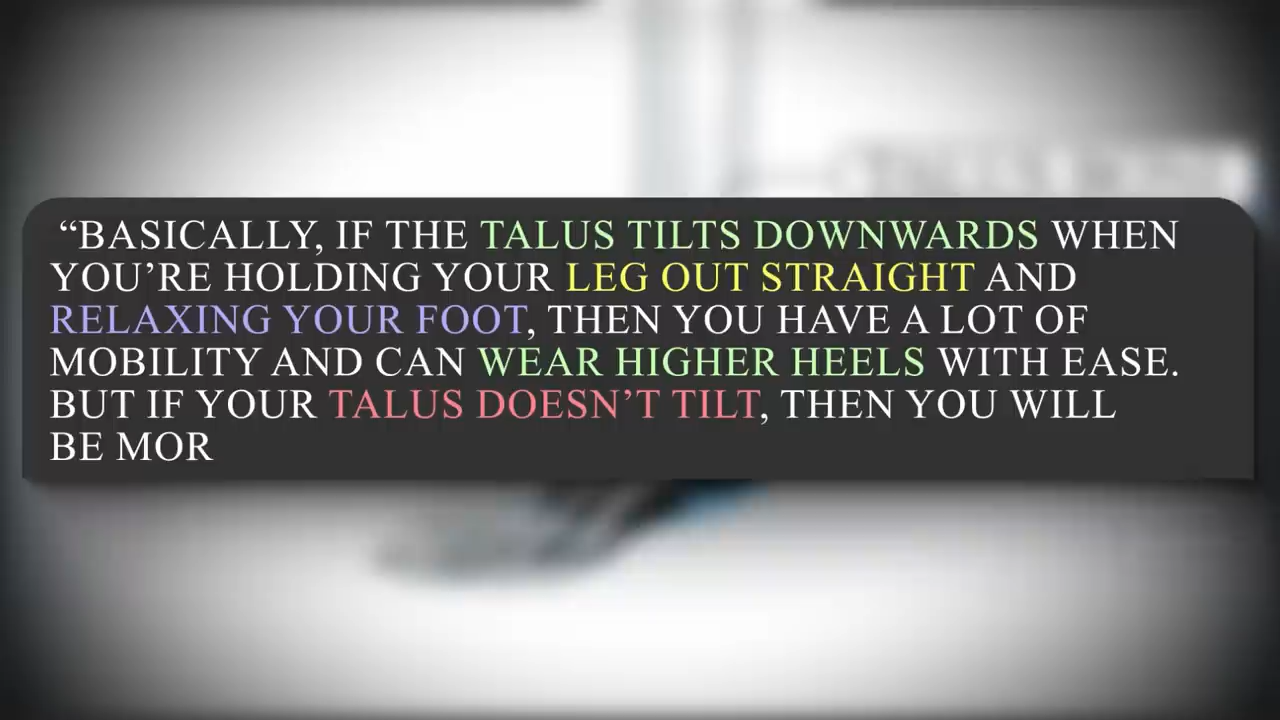 “BASICALLY, IF THE TALUS TILTS DOWNWARDS WHEN
YOU’RE HOLDING YOUR LEG OUT STRAIGHT AND
RELAXING YOUR FOOT, THEN YOU HAVE A LOT OF
MOBILITY AND CAN WEAR HIGHER HEELS WITH EASE.
BUT IF YOUR TALUS DOESN’T TILT, THEN YOU WILL
BE MOR